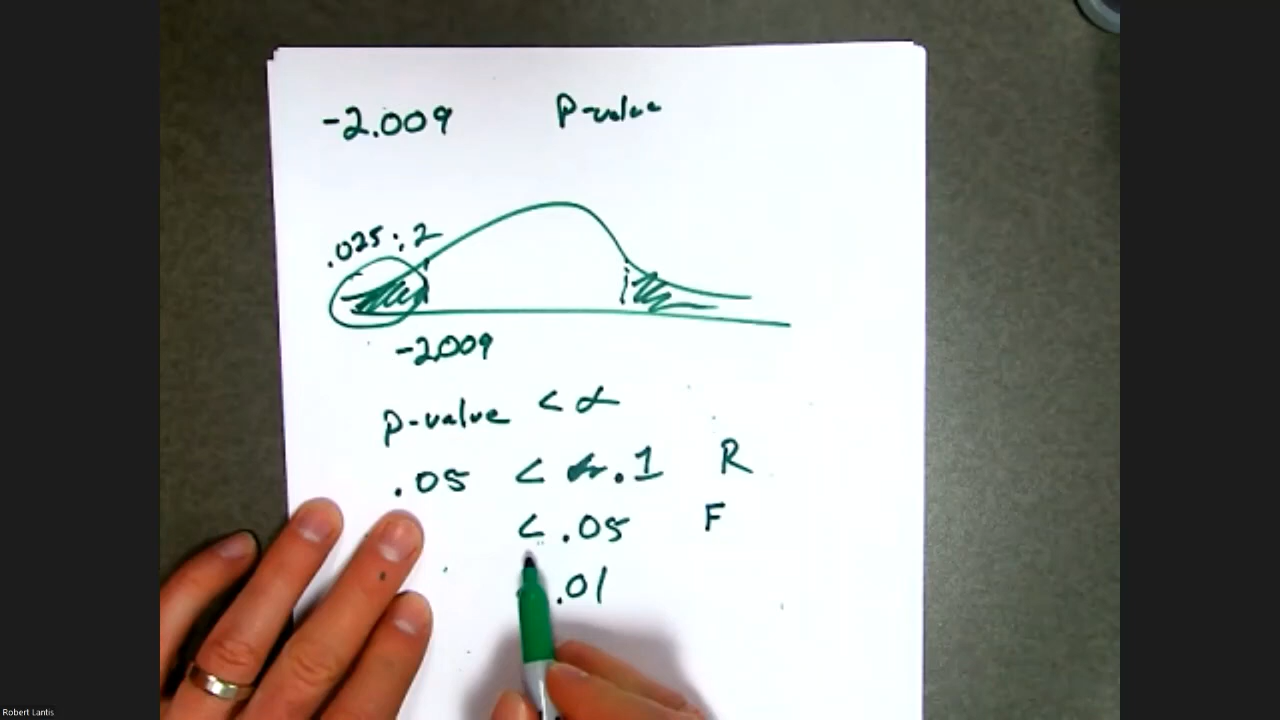 -2.009 P-value
.025 : 2
-2.009
p-value < α
.05 < .1 R
< .05 F
.01
Robert Lantis